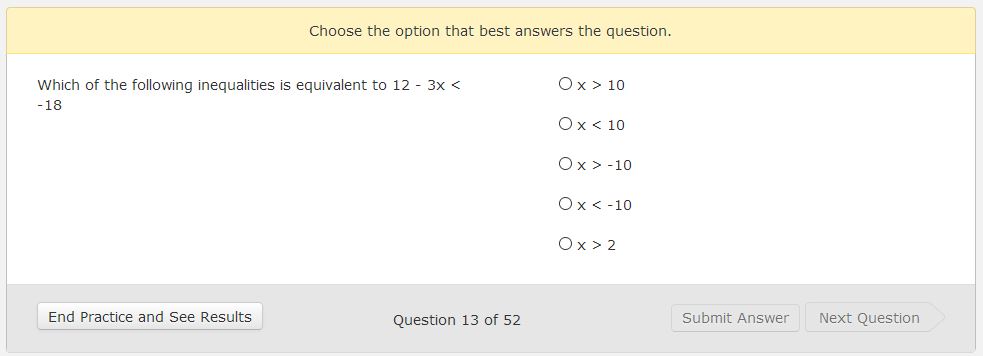 Choose the option that best answers the question.
Which of the following inequalities is equivalent to 12 - 3x <
-18
x > 10
x < 10
x > -10
x < -10
x > 2
End Practice and See Results
Question 13 of 52
Submit Answer
Next Question